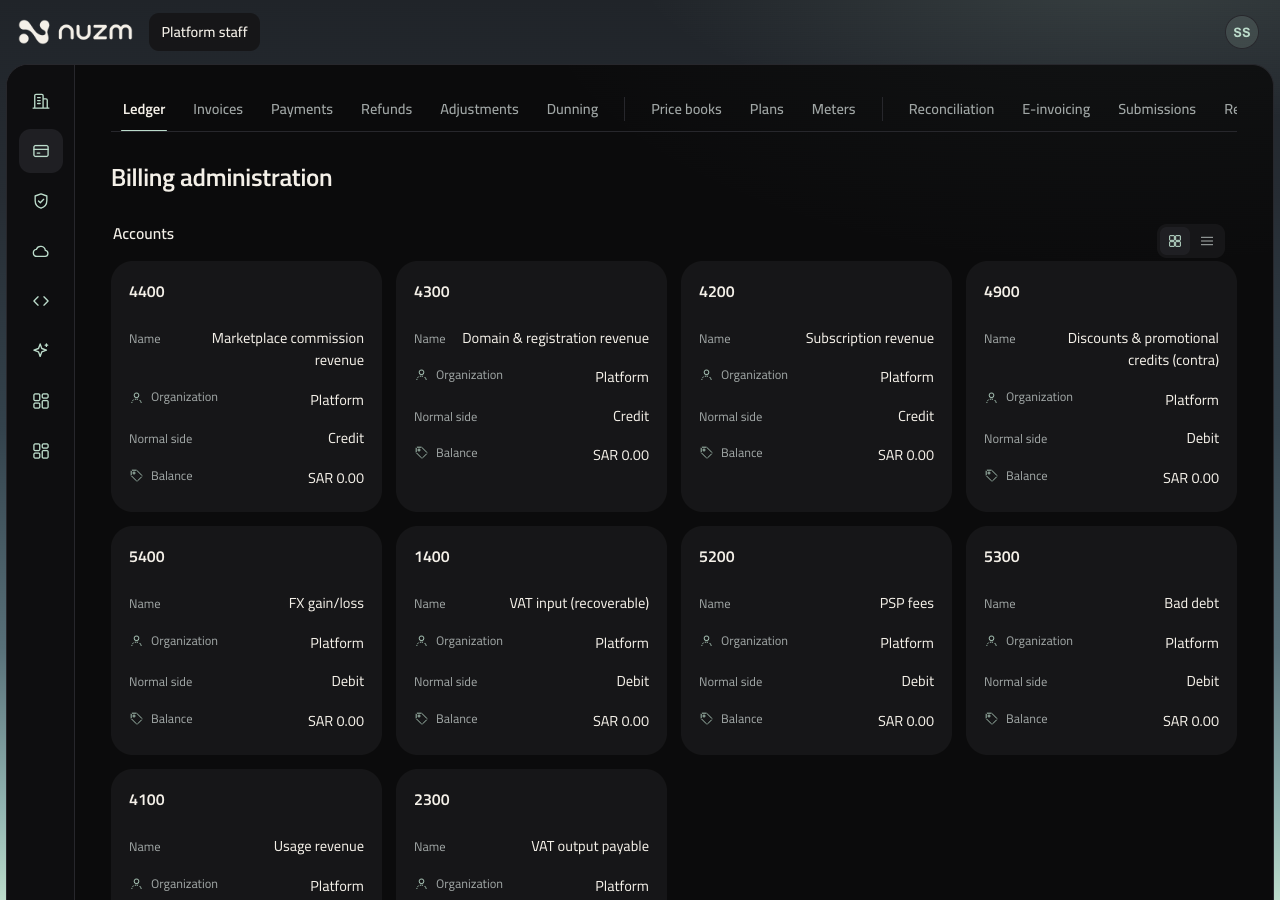 nuzm
Platform staff
SS
Ledger Invoices Payments Refunds Adjustments Dunning Price books Plans Meters Reconciliation E-invoicing Submissions
Billing administration
Accounts
4400
Name Marketplace commission
revenue
Organization Platform
Normal side Credit
Balance SAR 0.00
4300
Name Domain & registration revenue
Organization Platform
Normal side Credit
Balance SAR 0.00
4200
Name Subscription revenue
Organization Platform
Normal side Credit
Balance SAR 0.00
4900
Name Discounts & promotional
credits (contra)
Organization Platform
Normal side Debit
Balance SAR 0.00
5400
Name FX gain/loss
Organization Platform
Normal side Debit
Balance SAR 0.00
1400
Name VAT input (recoverable)
Organization Platform
Normal side Debit
Balance SAR 0.00
5200
Name PSP fees
Organization Platform
Normal side Debit
Balance SAR 0.00
5300
Name Bad debt
Organization Platform
Normal side Debit
Balance SAR 0.00
4100
Name Usage revenue
Organization Platform
2300
Name VAT output payable
Organization Platform